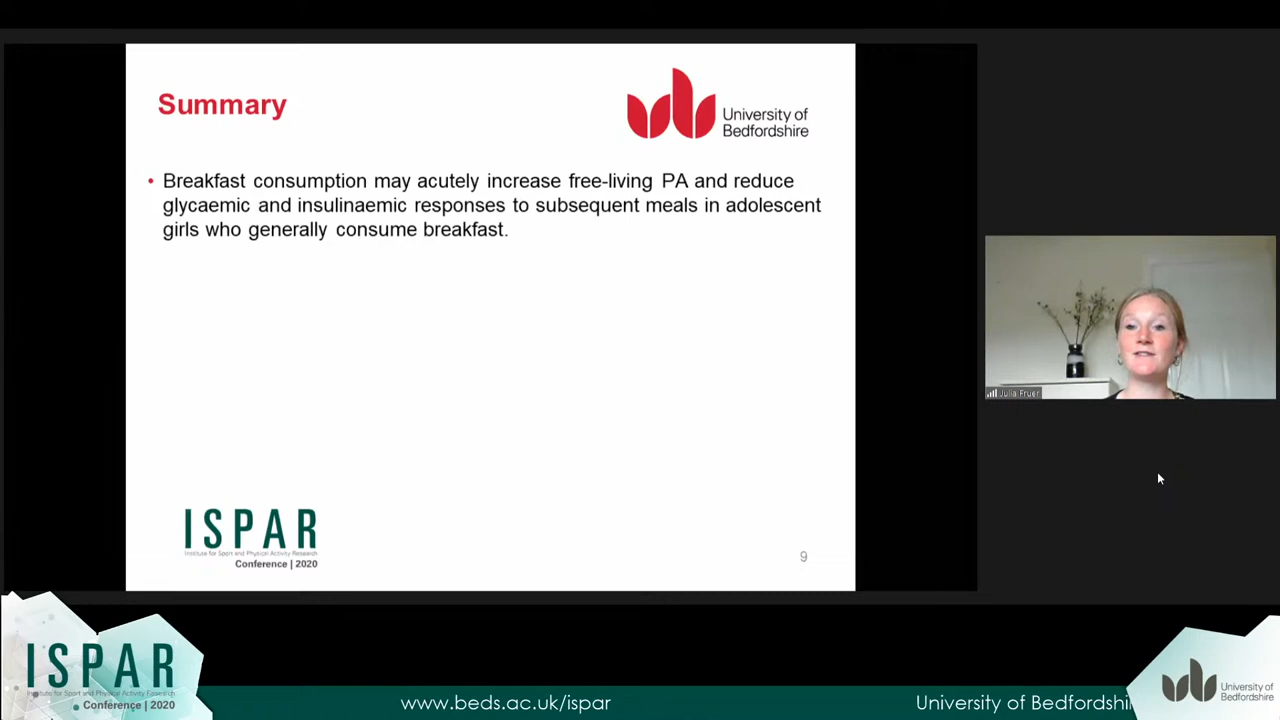 Summary
University of
Bedfordshire
• Breakfast consumption may acutely increase free-living PA and reduce
glycaemic and insulinaemic responses to subsequent meals in adolescent
girls who generally consume breakfast.
Julia Fruer
ISPAR
Institute for Sport and Physical Activity Research
Conference | 2020
9
ISPAR
Institute for Sport and Physical Activity Research
Conference | 2020
www.beds.ac.uk/ispar
University of Bedfordshi
University of
Bedfordshire